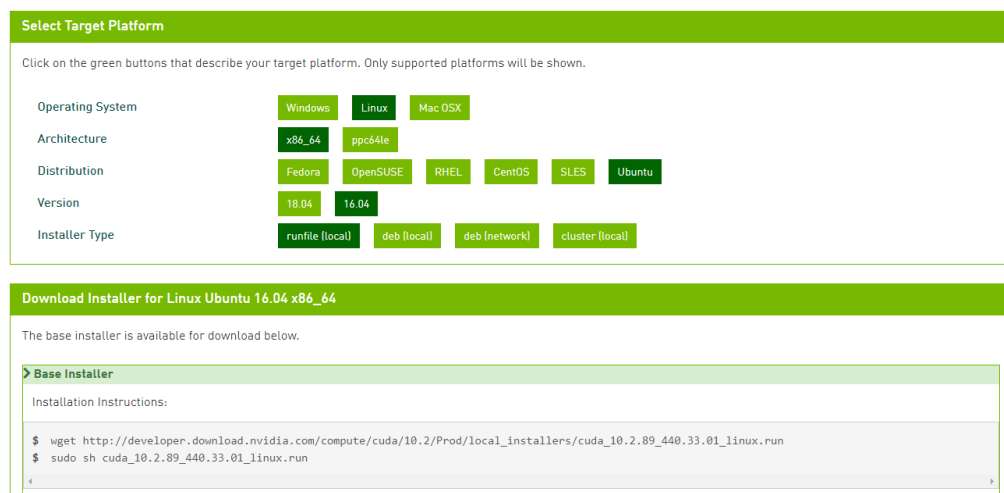 Select Target Platform
Click on the green buttons that describe your target platform. Only supported platforms will be shown.
Operating System Windows Linux Mac OSX
Architecture x86_64 ppc64le
Distribution Fedora OpenSUSE RHEL CentOS SLES Ubuntu
Version 18.04 16.04
Installer Type runfile (local) deb (local) deb (network) cluster (local)
Download Installer for Linux Ubuntu 16.04 x86_64
The base installer is available for download below.
Base Installer
Installation Instructions:
$ wget http://developer.download.nvidia.com/compute/cuda/10.2/Prod/local_installers/cuda_10.2.89_440.33.01_linux.run
$ sudo sh cuda_10.2.89_440.33.01_linux.run